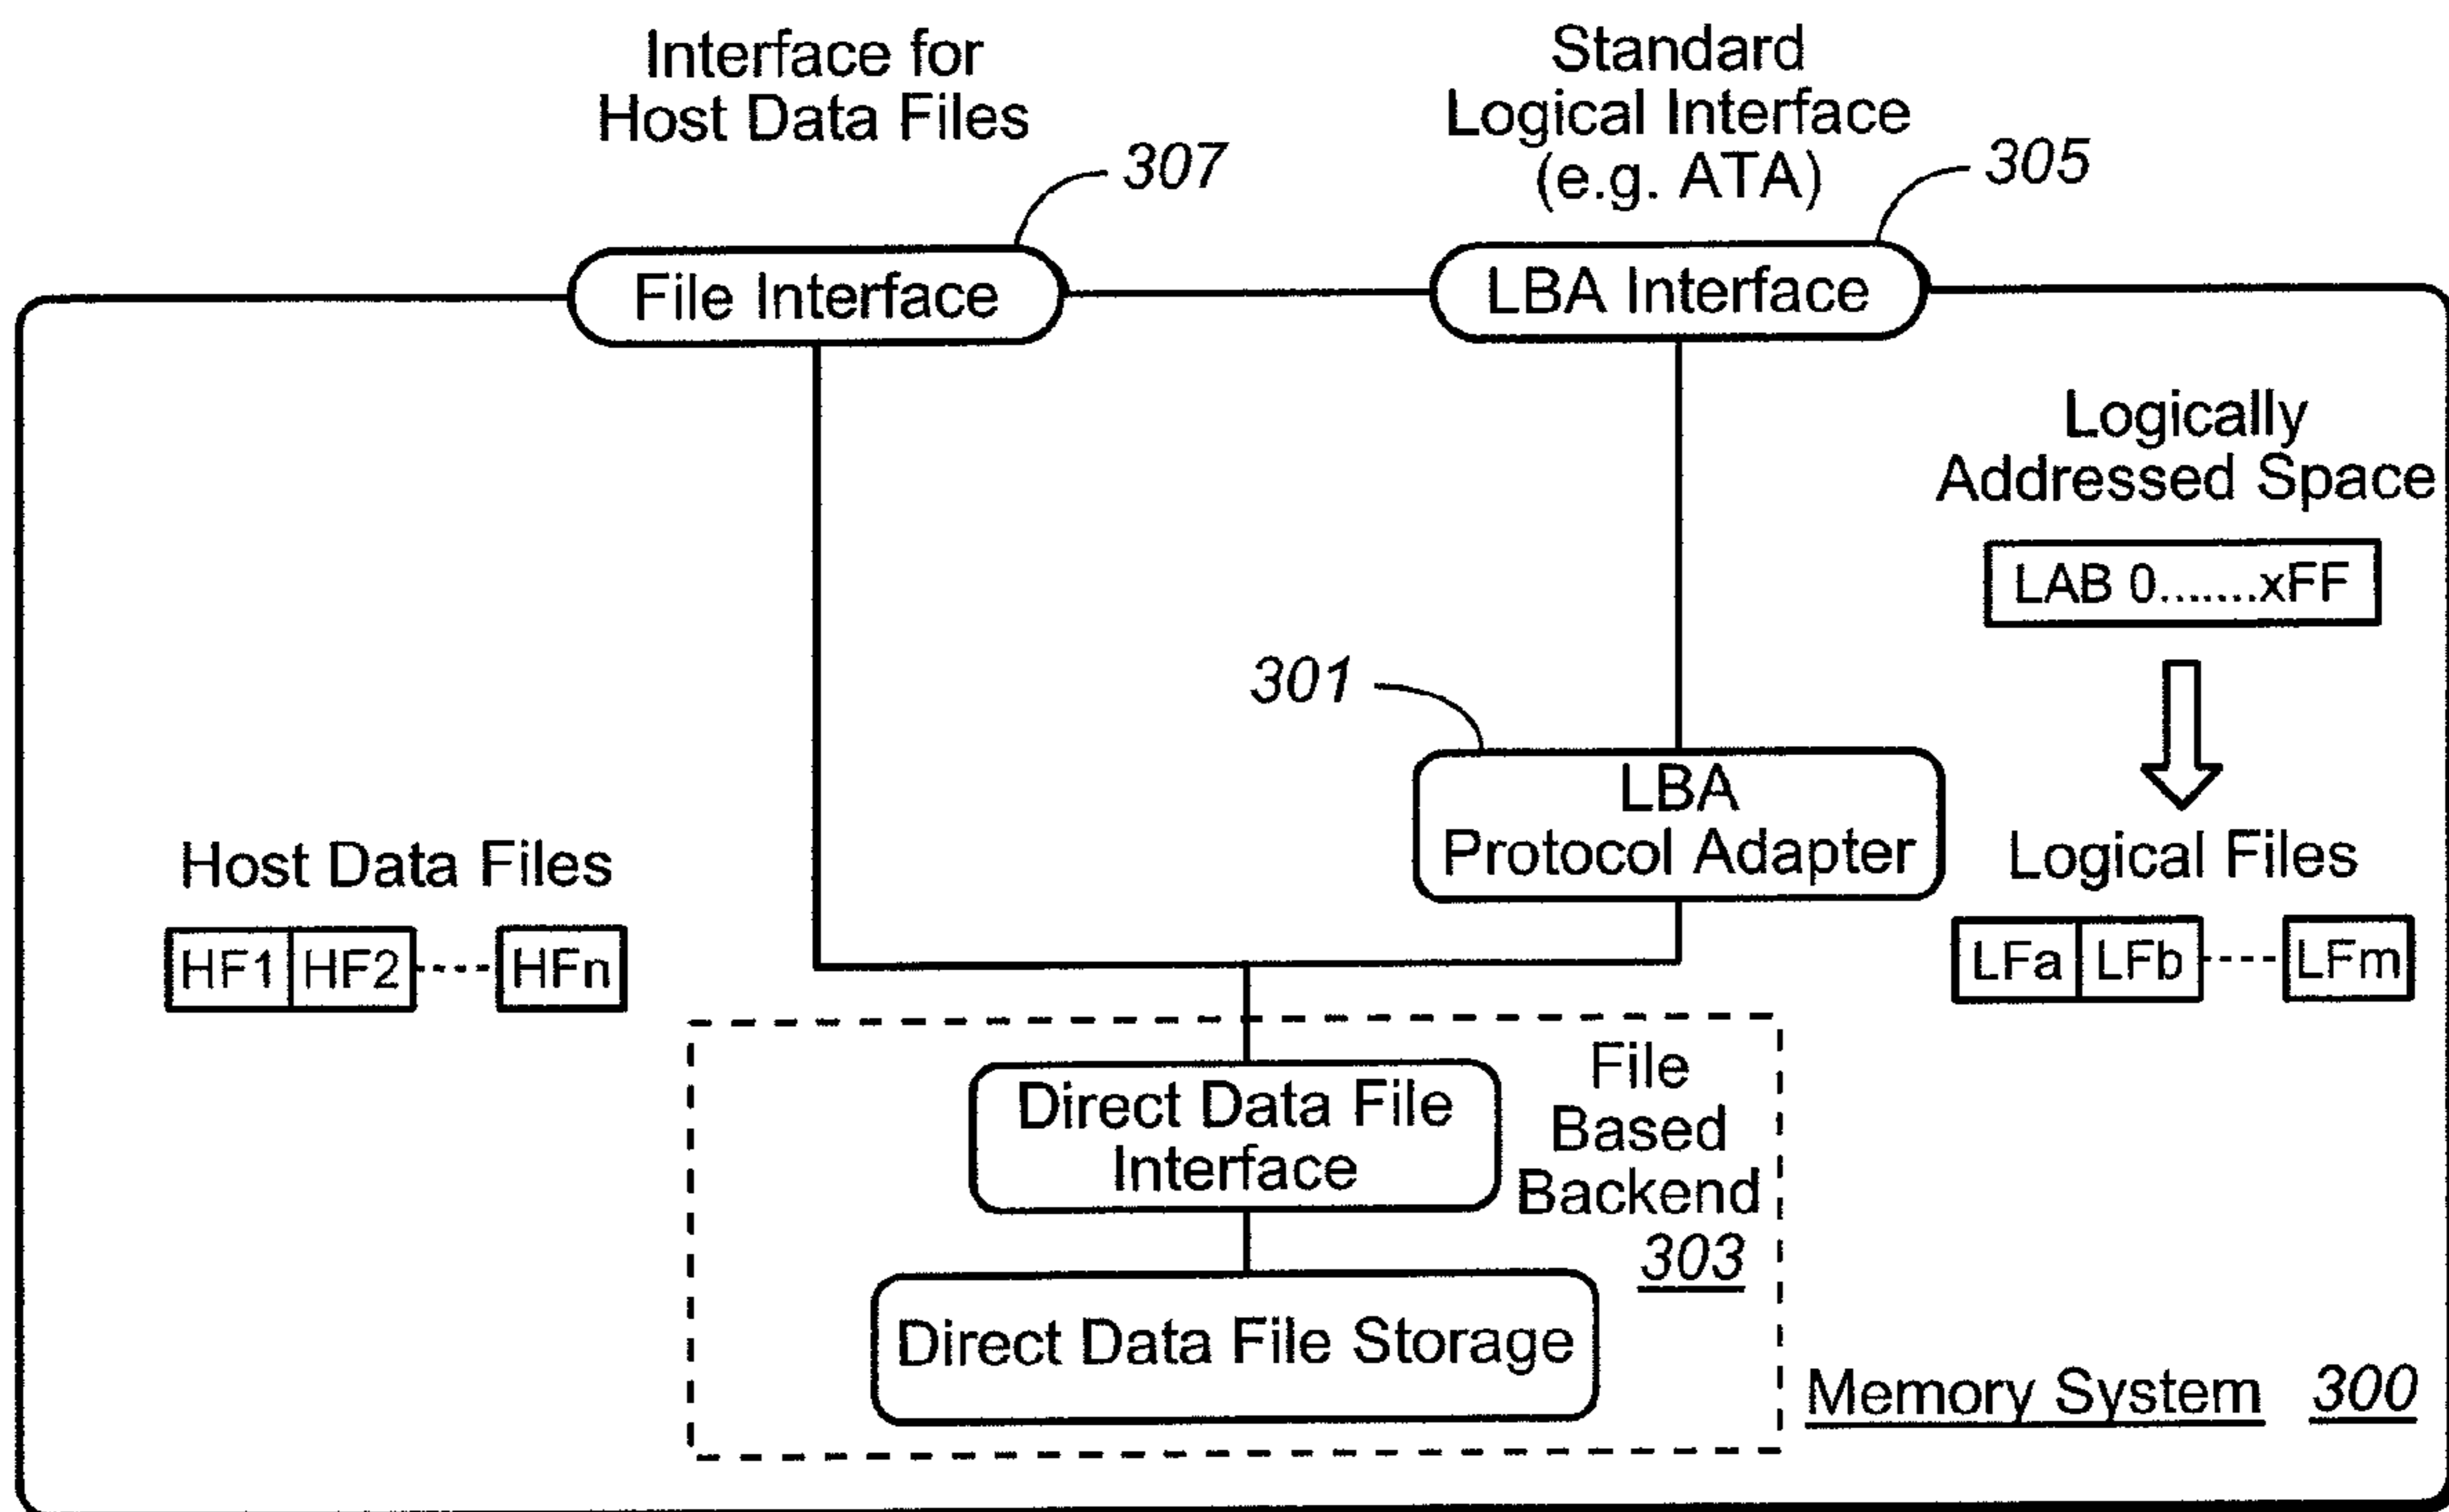 Interface for
Host Data Files
307
Standard
Logical Interface
(e.g. ATA)
305
File Interface
LBA Interface
Logically
Addressed Space
LAB 0.......xFF
301
LBA
Protocol Adapter
Host Data Files
HF1 HF2 ---- HFn
Logical Files
LFa LFb ---- LFm
Direct Data File
Interface
File
Based
Backend
303
Direct Data File Storage
Memory System 300